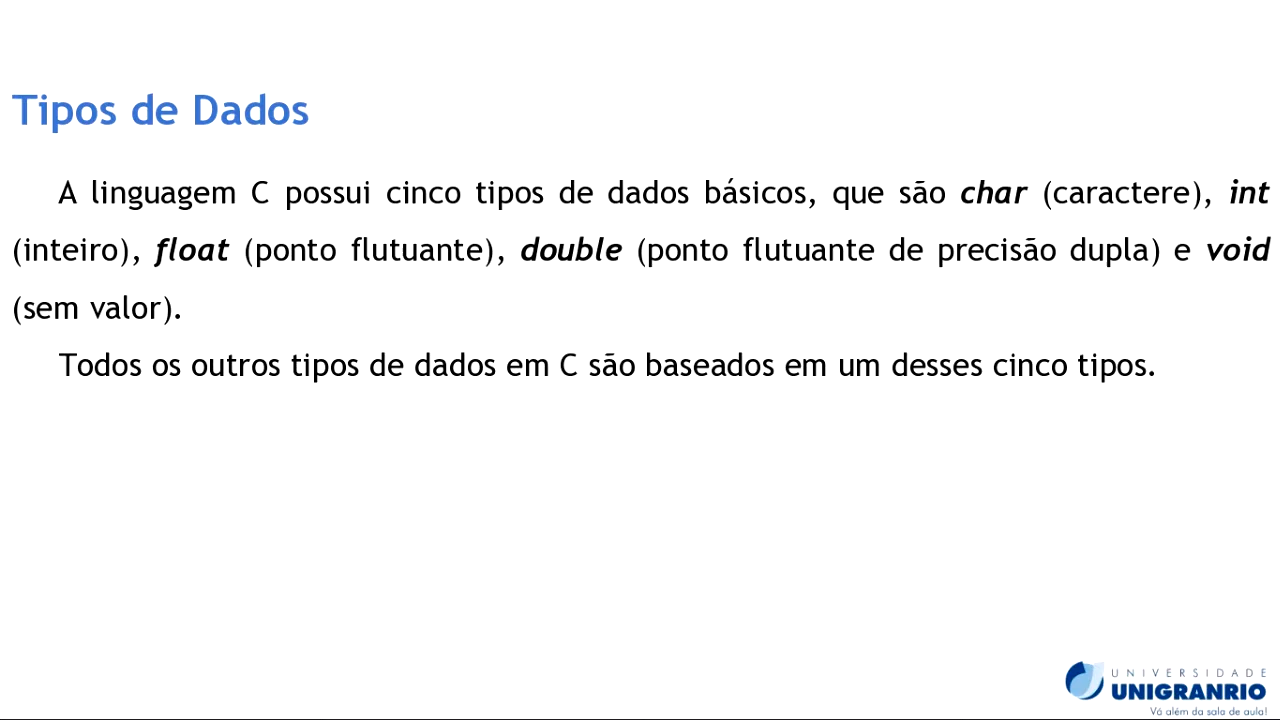 Tipos de Dados
A linguagem C possui cinco tipos de dados básicos, que são char (caractere), int
(inteiro), float (ponto flutuante), double (ponto flutuante de precisão dupla) e void
(sem valor).
Todos os outros tipos de dados em C são baseados em um desses cinco tipos.
UNIVERSIDADE
UNIGRANRIO
Vá além da sala de aula!